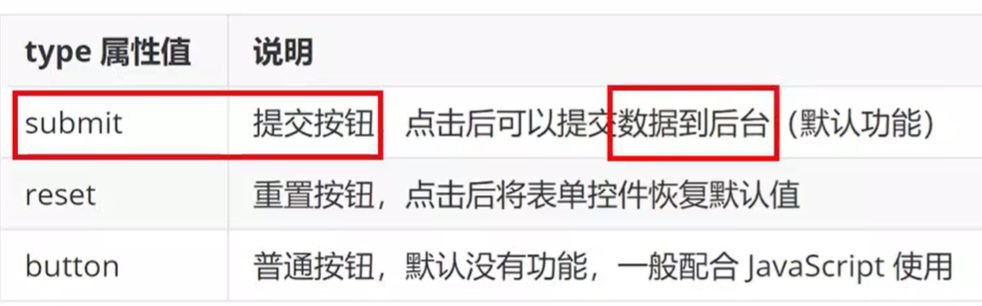 type 属性值 说明
submit 提交按钮，点击后可以提交数据到后台（默认功能）
reset 重置按钮，点击后将表单控件恢复默认值
button 普通按钮，默认没有功能，一般配合 JavaScript 使用